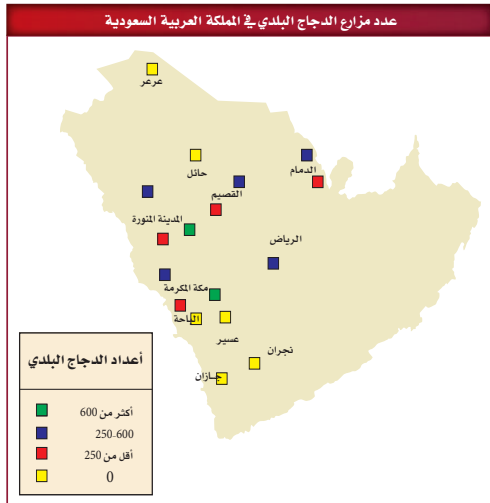 عدد مزارع الدجاج البلدي في المملكة العربية السعودية
عرعر
حائل
الدمام
القصيم
المدينة المنورة
الرياض
مكة المكرمة
الباحة
عسير
نجران
جازان
أعداد الدجاج البلدي
أكثر من 600
250-600
أقل من 250
0